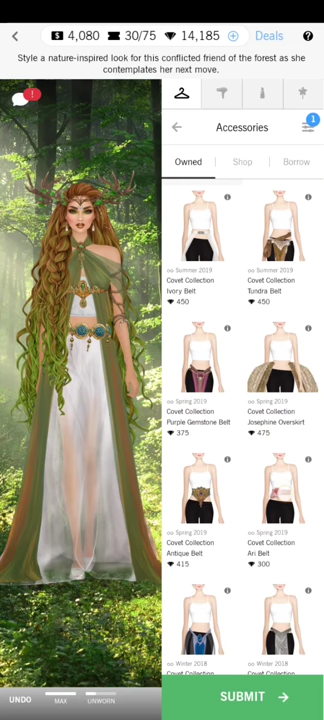 $ 4,080 30/75 14,185 Deals ?
Style a nature-inspired look for this conflicted friend of the forest as she
contemplates her next move.
!
Accessories
1
Owned
Shop
Borrow
Summer 2019
Covet Collection
Ivory Belt
450
Summer 2019
Covet Collection
Tundra Belt
450
Spring 2019
Covet Collection
Purple Gemstone Belt
375
Spring 2019
Covet Collection
Josephine Overskirt
475
Spring 2019
Covet Collection
Antique Belt
415
Spring 2019
Covet Collection
Ari Belt
300
Winter 2018
Covet Collection
Winter 2018
Covet Collection
UNDO
MAX
UNWORN
SUBMIT